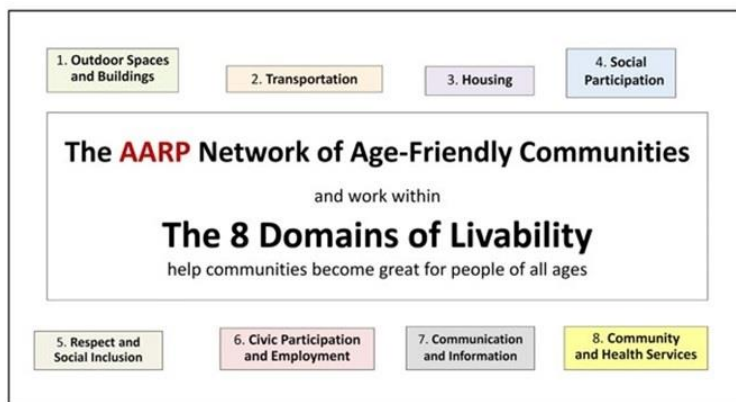 1. Outdoor Spaces
and Buildings
2. Transportation
3. Housing
4. Social
Participation
The AARP Network of Age-Friendly Communities
and work within
The 8 Domains of Livability
help communities become great for people of all ages
5. Respect and
Social Inclusion
6. Civic Participation
and Employment
7. Communication
and Information
8. Community
and Health Services